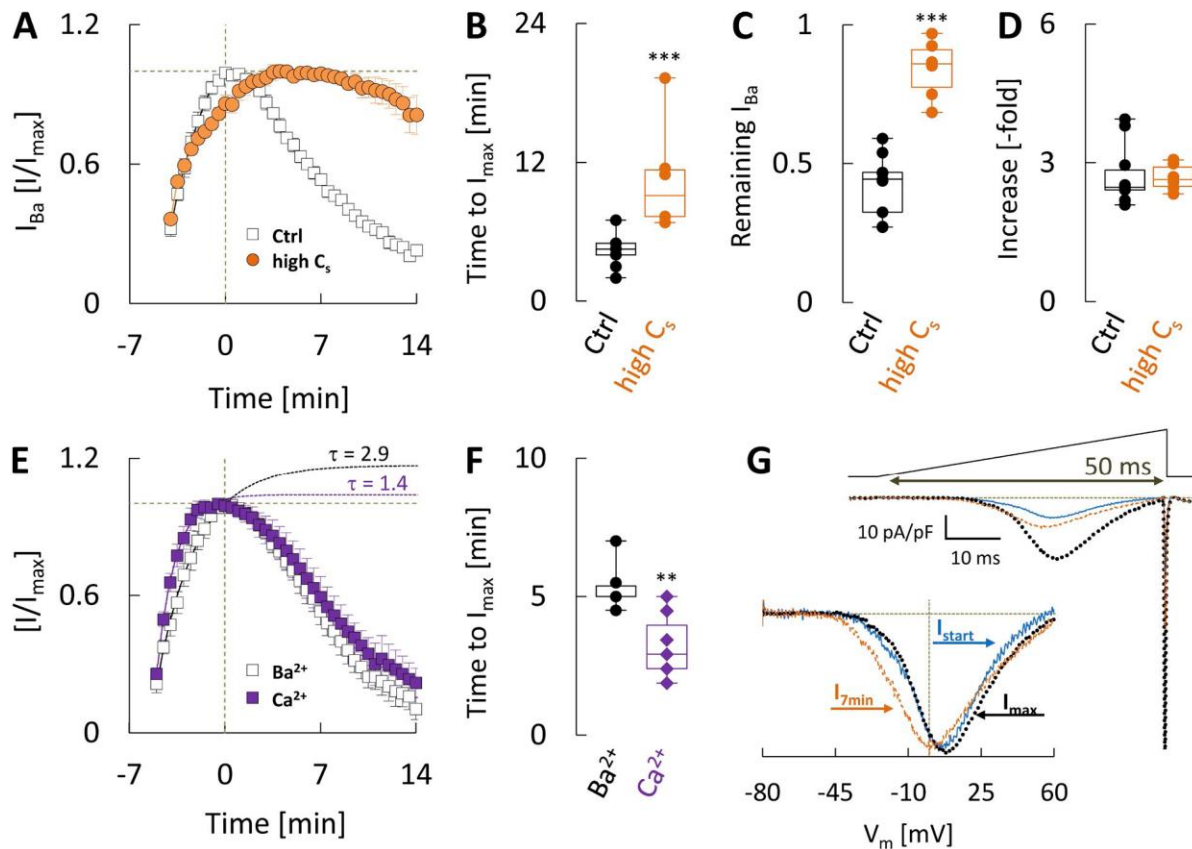 A
1.2
0.6
0
I_Ba [I/I_max]
Ctrl
high C_s
-7
0
7
14
Time [min]
B
24
12
0
Time to I_max [min]
***
Ctrl
high C_s
C
1
0.5
0
Remaining I_Ba
***
Ctrl
high C_s
D
6
3
0
Increase [-fold]
Ctrl
high C_s
E
1.2
0.6
0
[I/I_max]
τ = 2.9
τ = 1.4
Ba²⁺
Ca²⁺
-7
0
7
14
Time [min]
F
10
5
0
Time to I_max [min]
**
Ba²⁺
Ca²⁺
G
50 ms
10 pA/pF
10 ms
I_start
I_7min
I_max
-80
-45
-10
25
60
V_m [mV]